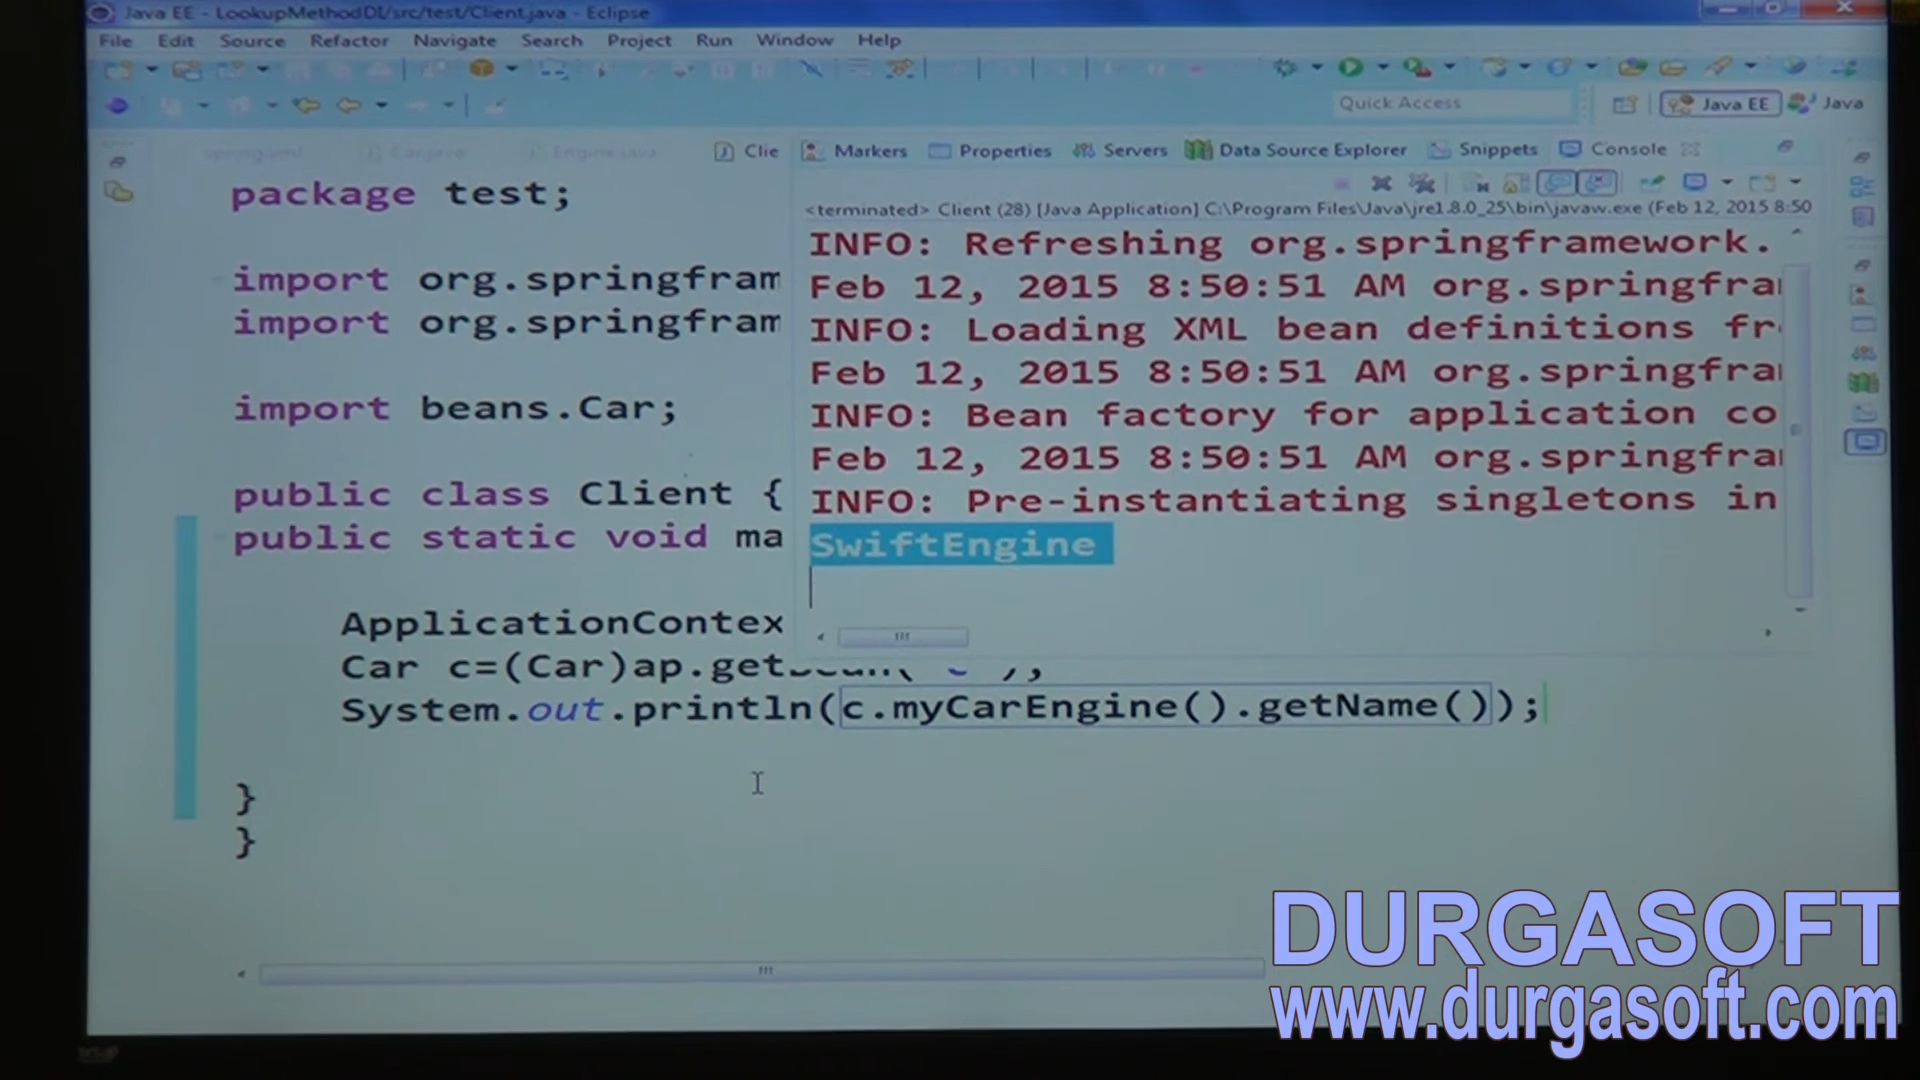 Java EE - LookupMethodDI/src/test/Client.java - Eclipse
File Edit Source Refactor Navigate Search Project Run Window Help
Quick Access Java EE Java
spring.xml Car.java Engine.java Clie Markers Properties Servers Data Source Explorer Snippets Console
<terminated> Client (28) [Java Application] C:\Program Files\Java\jre1.8.0_25\bin\javaw.exe (Feb 12, 2015 8:50
package test;
import org.springfram
import org.springfram
import beans.Car;
public class Client {
public static void ma
ApplicationContex
Car c=(Car)ap.get
System.out.println(c.myCarEngine().getName());
}
}
INFO: Refreshing org.springframework.
Feb 12, 2015 8:50:51 AM org.springfra
INFO: Loading XML bean definitions fr
Feb 12, 2015 8:50:51 AM org.springfra
INFO: Bean factory for application co
Feb 12, 2015 8:50:51 AM org.springfra
INFO: Pre-instantiating singletons in
SwiftEngine
DURGASOFT
www.durgasoft.com